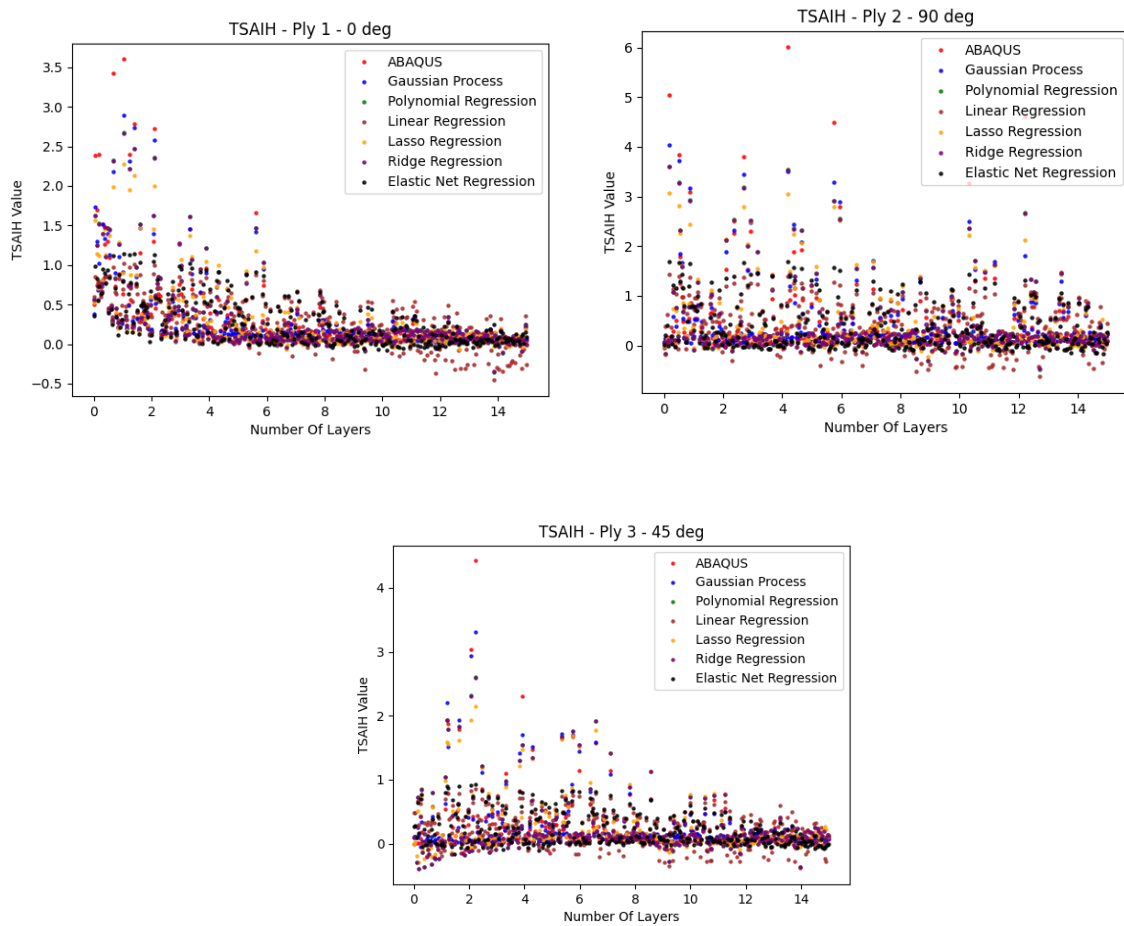 TSAIH - Ply 1 - 0 deg
TSAIH Value
3.5
3.0
2.5
2.0
1.5
1.0
0.5
0.0
−0.5
ABAQUS
Gaussian Process
Polynomial Regression
Linear Regression
Lasso Regression
Ridge Regression
Elastic Net Regression
0 2 4 6 8 10 12 14
Number Of Layers
TSAIH - Ply 2 - 90 deg
TSAIH Value
6
5
4
3
2
1
0
ABAQUS
Gaussian Process
Polynomial Regression
Linear Regression
Lasso Regression
Ridge Regression
Elastic Net Regression
0 2 4 6 8 10 12 14
Number Of Layers
TSAIH - Ply 3 - 45 deg
TSAIH Value
4
3
2
1
0
ABAQUS
Gaussian Process
Polynomial Regression
Linear Regression
Lasso Regression
Ridge Regression
Elastic Net Regression
0 2 4 6 8 10 12 14
Number Of Layers